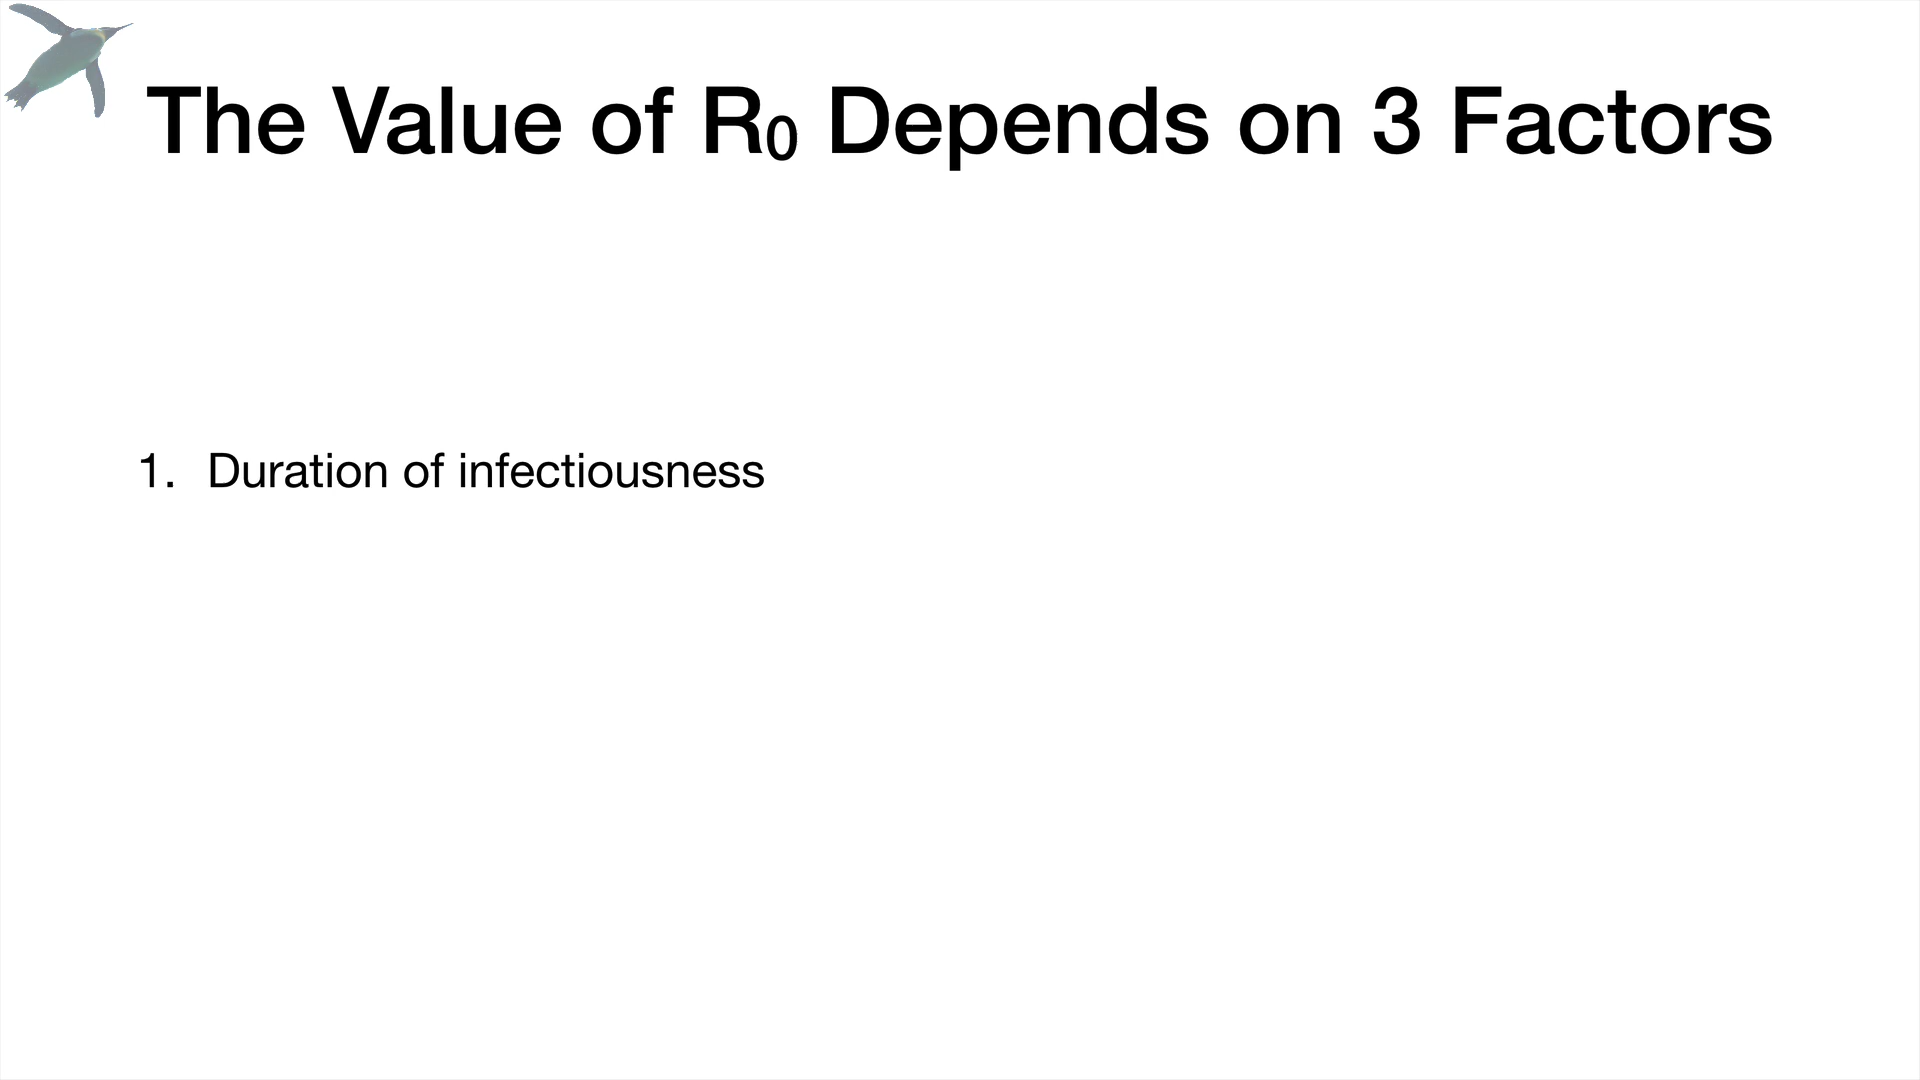 The Value of R₀ Depends on 3 Factors
1. Duration of infectiousness